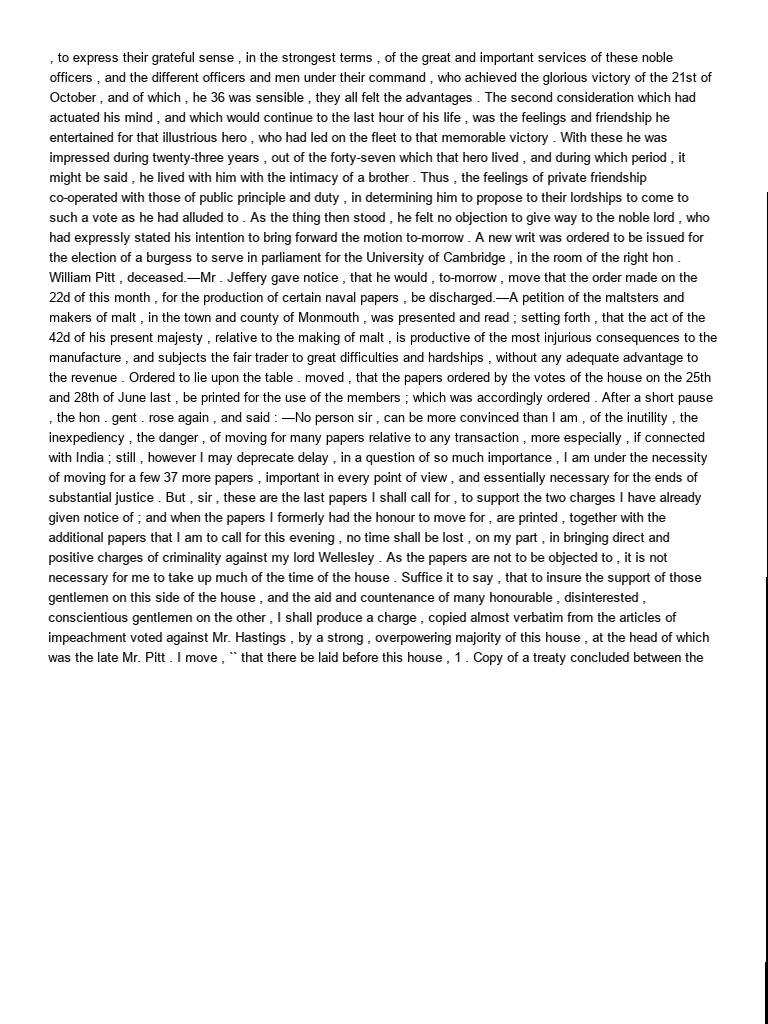 , to express their grateful sense , in the strongest terms , of the great and important services of these noble
officers , and the different officers and men under their command , who achieved the glorious victory of the 21st of
October , and of which , he 36 was sensible , they all felt the advantages . The second consideration which had
actuated his mind , and which would continue to the last hour of his life , was the feelings and friendship he
entertained for that illustrious hero , who had led on the fleet to that memorable victory . With these he was
impressed during twenty-three years , out of the forty-seven which that hero lived , and during which period , it
might be said , he lived with him with the intimacy of a brother . Thus , the feelings of private friendship
co-operated with those of public principle and duty , in determining him to propose to their lordships to come to
such a vote as he had alluded to . As the thing then stood , he felt no objection to give way to the noble lord , who
had expressly stated his intention to bring forward the motion to-morrow . A new writ was ordered to be issued for
the election of a burgess to serve in parliament for the University of Cambridge , in the room of the right hon .
William Pitt , deceased.—Mr . Jeffery gave notice , that he would , to-morrow , move that the order made on the
22d of this month , for the production of certain naval papers , be discharged.—A petition of the maltsters and
makers of malt , in the town and county of Monmouth , was presented and read ; setting forth , that the act of the
42d of his present majesty , relative to the making of malt , is productive of the most injurious consequences to the
manufacture , and subjects the fair trader to great difficulties and hardships , without any adequate advantage to
the revenue . Ordered to lie upon the table . moved , that the papers ordered by the votes of the house on the 25th
and 28th of June last , be printed for the use of the members ; which was accordingly ordered . After a short pause
, the hon . gent . rose again , and said : —No person sir , can be more convinced than I am , of the inutility , the
inexpediency , the danger , of moving for many papers relative to any transaction , more especially , if connected
with India ; still , however I may deprecate delay , in a question of so much importance , I am under the necessity
of moving for a few 37 more papers , important in every point of view , and essentially necessary for the ends of
substantial justice . But , sir , these are the last papers I shall call for , to support the two charges I have already
given notice of ; and when the papers I formerly had the honour to move for , are printed , together with the
additional papers that I am to call for this evening , no time shall be lost , on my part , in bringing direct and
positive charges of criminality against my lord Wellesley . As the papers are not to be objected to , it is not
necessary for me to take up much of the time of the house . Suffice it to say , that to insure the support of those
gentlemen on this side of the house , and the aid and countenance of many honourable , disinterested ,
conscientious gentlemen on the other , I shall produce a charge , copied almost verbatim from the articles of
impeachment voted against Mr. Hastings , by a strong , overpowering majority of this house , at the head of which
was the late Mr. Pitt . I move , `` that there be laid before this house , 1 . Copy of a treaty concluded between the